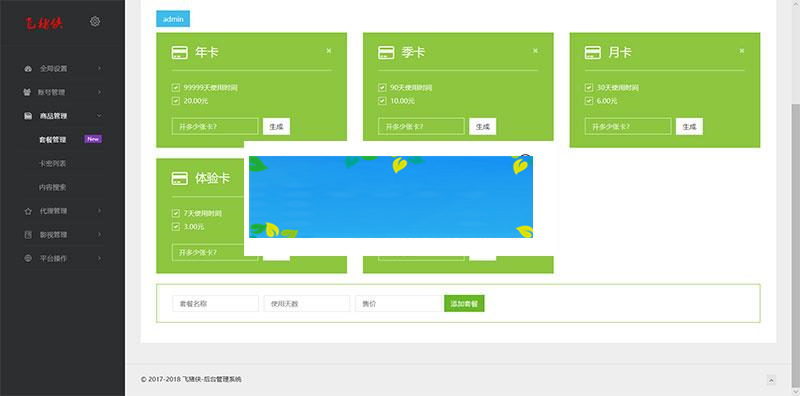 飞猪侠
全局设置
账号管理
商品管理
套餐管理 New
卡密列表
内容搜索
代理管理
影视管理
平台操作
admin
年卡
99999天使用时间
20.00元
开多少张卡?
生成
季卡
90天使用时间
10.00元
开多少张卡?
生成
月卡
30天使用时间
6.00元
开多少张卡?
生成
体验卡
7天使用时间
3.00元
开多少张卡?
套餐名称
使用天数
售价
添加套餐
© 2017-2018 飞猪侠-后台管理系统